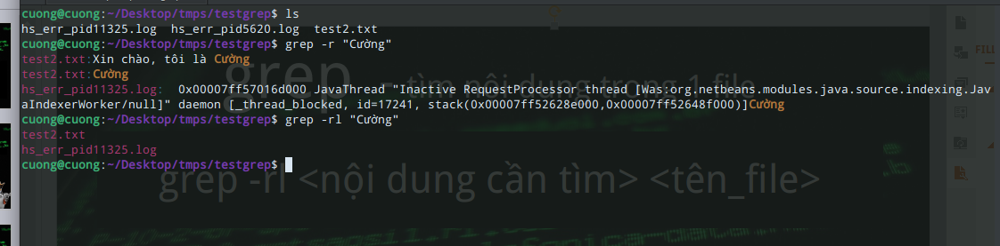 cuong@cuong:~/Desktop/tmps/testgrep$ ls
hs_err_pid11325.log  hs_err_pid5620.log  test2.txt
cuong@cuong:~/Desktop/tmps/testgrep$ grep -r "Cường"
test2.txt:Xin chào, tôi là Cường
test2.txt:Cường
hs_err_pid11325.log:  0x00007ff57016d000 JavaThread "Inactive RequestProcessor thread [Was:org.netbeans.modules.java.source.indexing.Jav
aIndexerWorker/null]" daemon [_thread_blocked, id=17241, stack(0x00007ff52628e000,0x00007ff52648f000)]Cường
cuong@cuong:~/Desktop/tmps/testgrep$ grep -rl "Cường"
test2.txt
hs_err_pid11325.log
cuong@cuong:~/Desktop/tmps/testgrep$
grep - tìm nội dung trong 1 file
grep -rl <nội dung cần tìm> <tên_file>
FILL